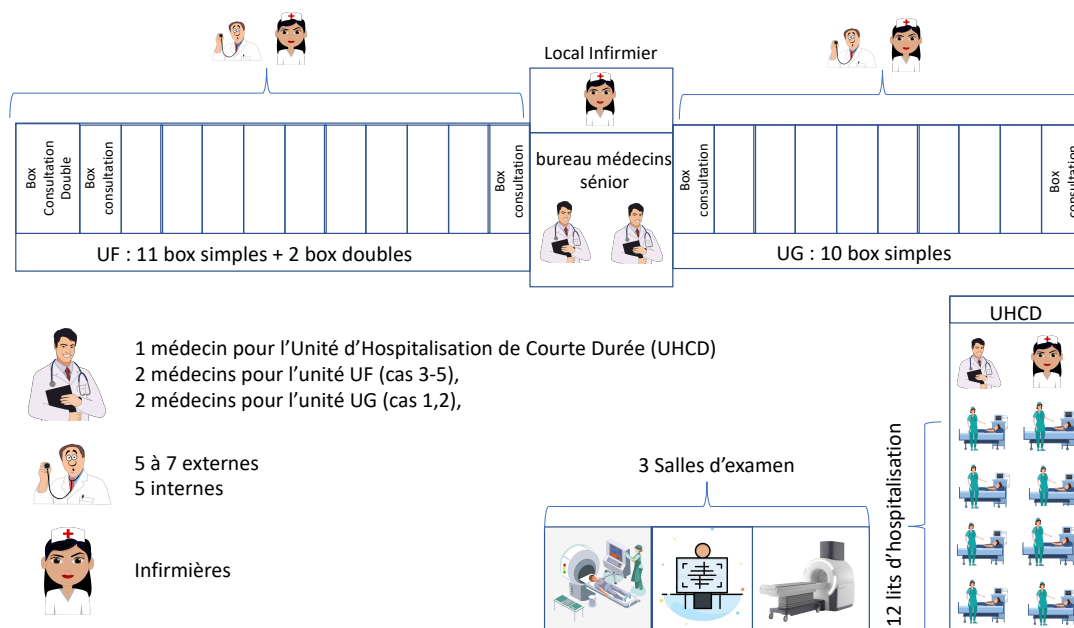 Local Infirmier
Box
Consultation
Double
Box
consultation
Box
consultation
bureau médecins
sénior
Box
consultation
Box
consultation
UF : 11 box simples + 2 box doubles
UG : 10 box simples
UHCD
1 médecin pour l’Unité d’Hospitalisation de Courte Durée (UHCD)
2 médecins pour l’unité UF (cas 3-5),
2 médecins pour l’unité UG (cas 1,2),
5 à 7 externes
5 internes
3 Salles d’examen
12 lits d’hospitalisation
Infirmières